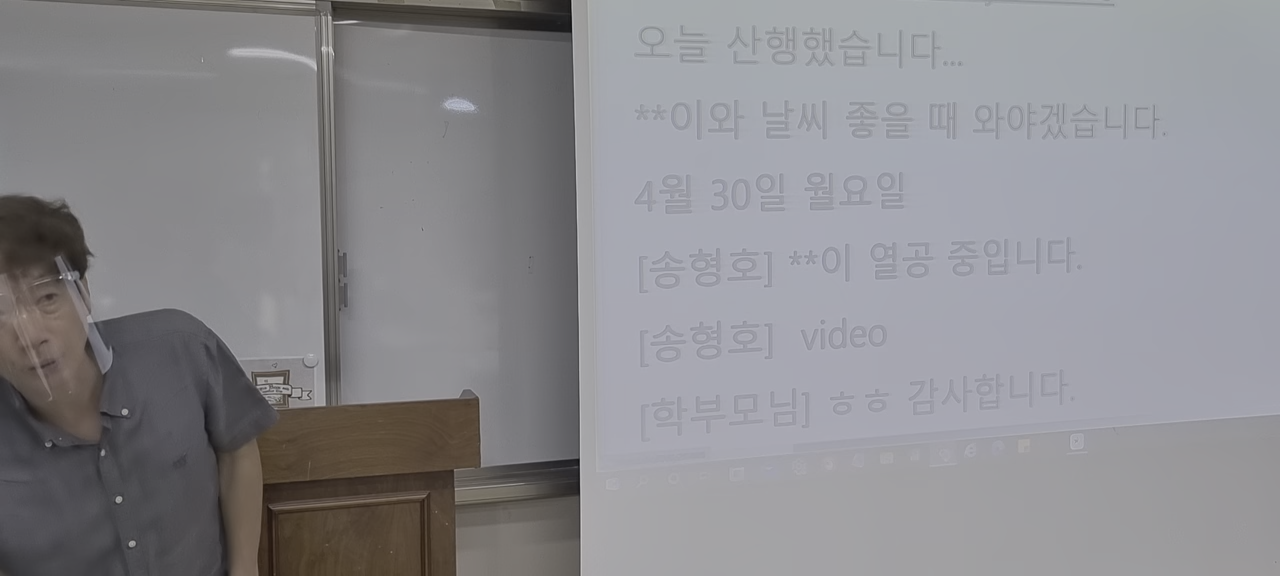 오늘 산행했습니다...
**이와 날씨 좋을 때 와야겠습니다.
4월 30일 월요일
[송형호] **이 열공 중입니다.
[송형호] video
[학부모님] ㅎㅎ 감사합니다.